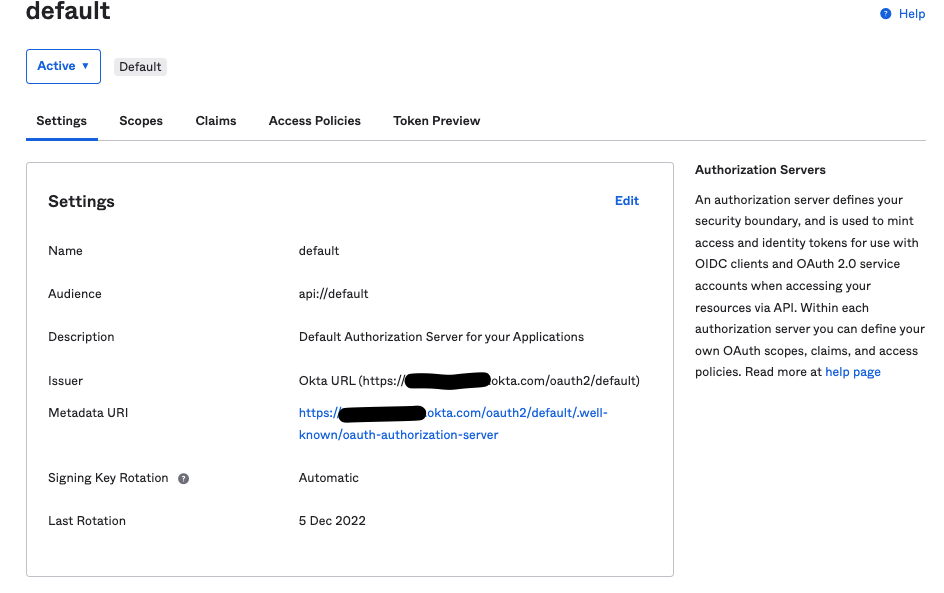 default
Help
Active
Default
Settings
Scopes
Claims
Access Policies
Token Preview
Settings
Edit
Name
default
Audience
api://default
Description
Default Authorization Server for your Applications
Issuer
Okta URL (https://okta.com/oauth2/default)
Metadata URI
https://okta.com/oauth2/default/.well-
known/oauth-authorization-server
Signing Key Rotation
Automatic
Last Rotation
5 Dec 2022
Authorization Servers
An authorization server defines your
security boundary, and is used to mint
access and identity tokens for use with
OIDC clients and OAuth 2.0 service
accounts when accessing your
resources via API. Within each
authorization server you can define your
own OAuth scopes, claims, and access
policies. Read more at help page